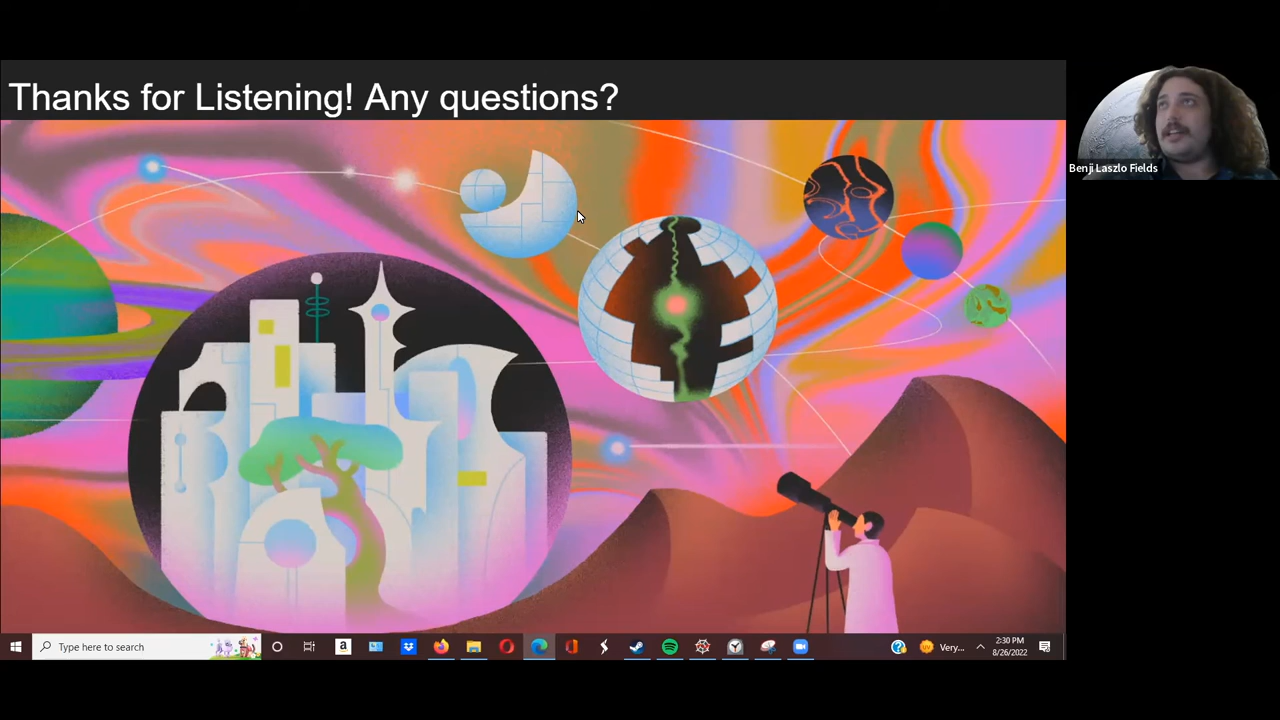 Thanks for Listening! Any questions?
Benji Laszlo Fields
Type here to search
a
Very...
2:30 PM
8/26/2022